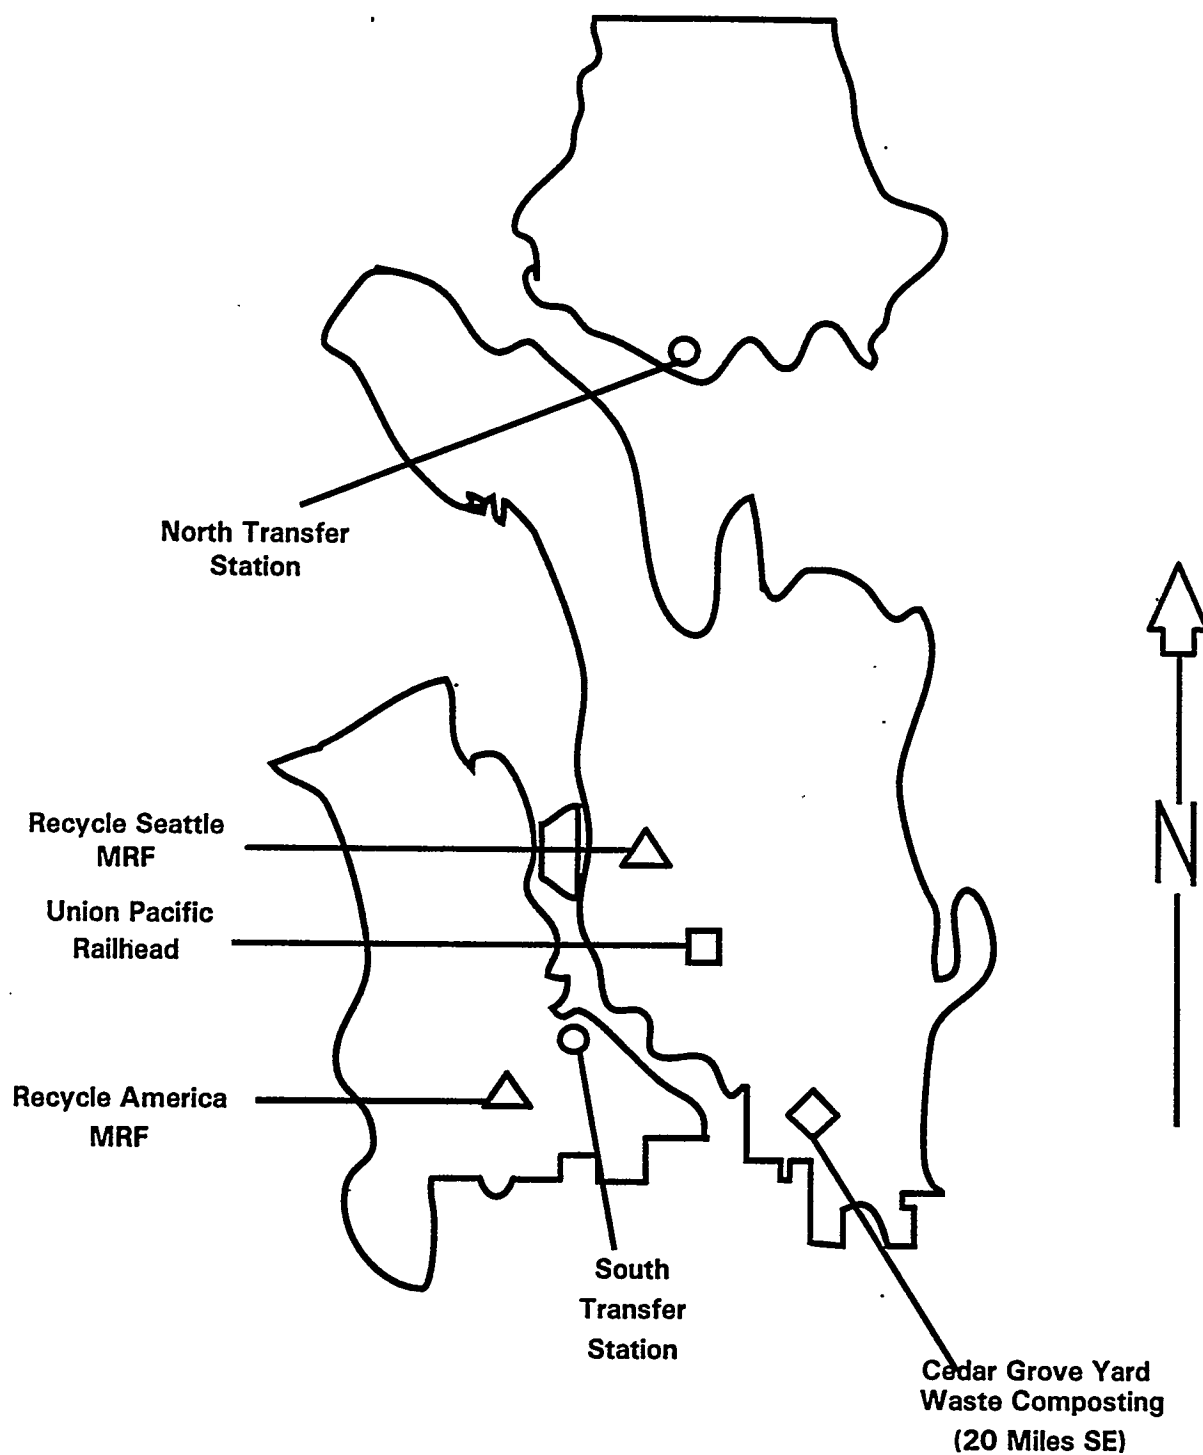 North Transfer
Station
N
Recycle Seattle
MRF
Union Pacific
Railhead
Recycle America
MRF
South
Transfer
Station
Cedar Grove Yard
Waste Composting
(20 Miles SE)